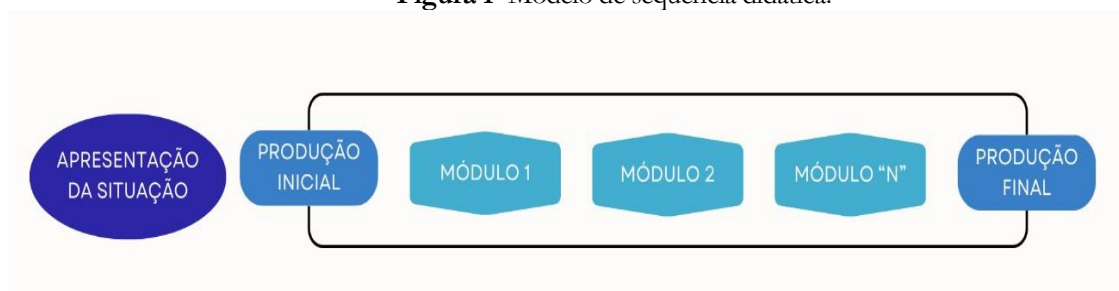 Figura 1 Modelo de sequência didática.
APRESENTAÇÃO
DA SITUAÇÃO
PRODUÇÃO
INICIAL
MÓDULO 1
MÓDULO 2
MÓDULO “N”
PRODUÇÃO
FINAL